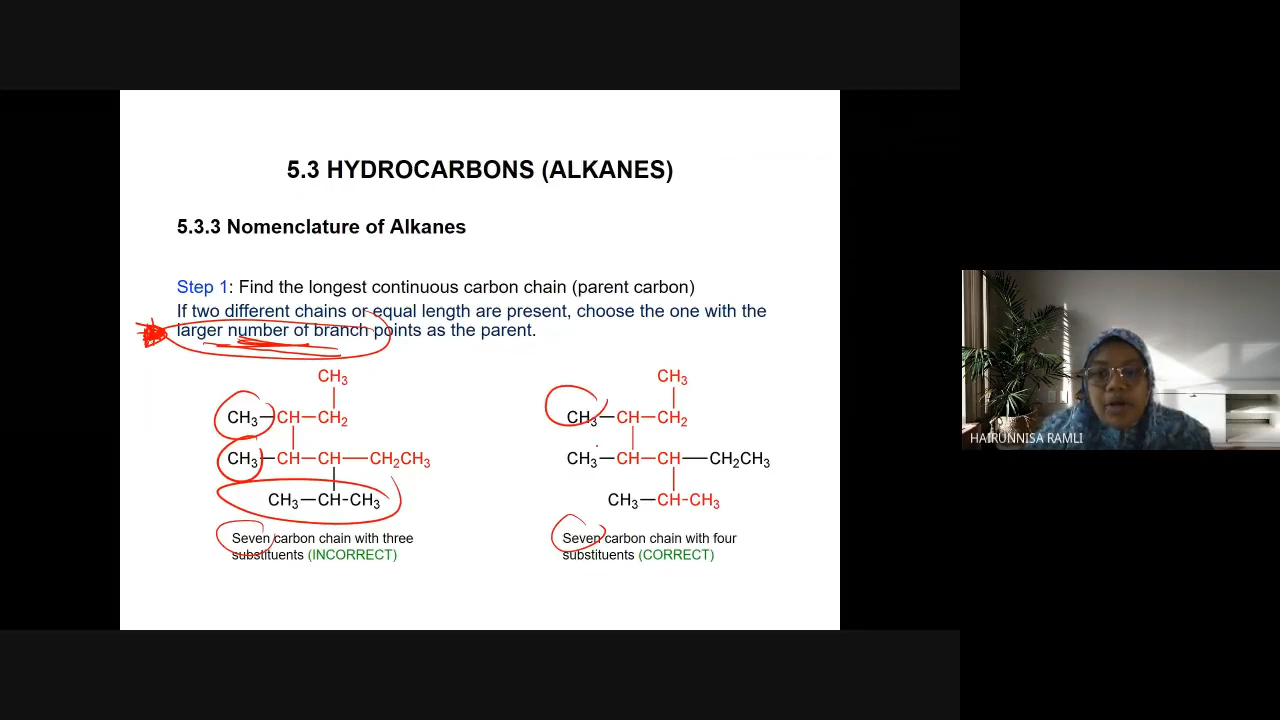 5.3 HYDROCARBONS (ALKANES)
5.3.3 Nomenclature of Alkanes
Step 1: Find the longest continuous carbon chain (parent carbon)
If two different chains or equal length are present, choose the one with the
larger number of branch points as the parent.
CH₃
CH₃—CH—CH₂
CH₃—CH—CH—CH₂CH₃
CH₃—CH-CH₃
Seven carbon chain with three
substituents (INCORRECT)
CH₃
CH₃—CH—CH₂
CH₃—CH—CH—CH₂CH₃
CH₃—CH-CH₃
Seven carbon chain with four
substituents (CORRECT)
HAIRUNNISA RAMLI